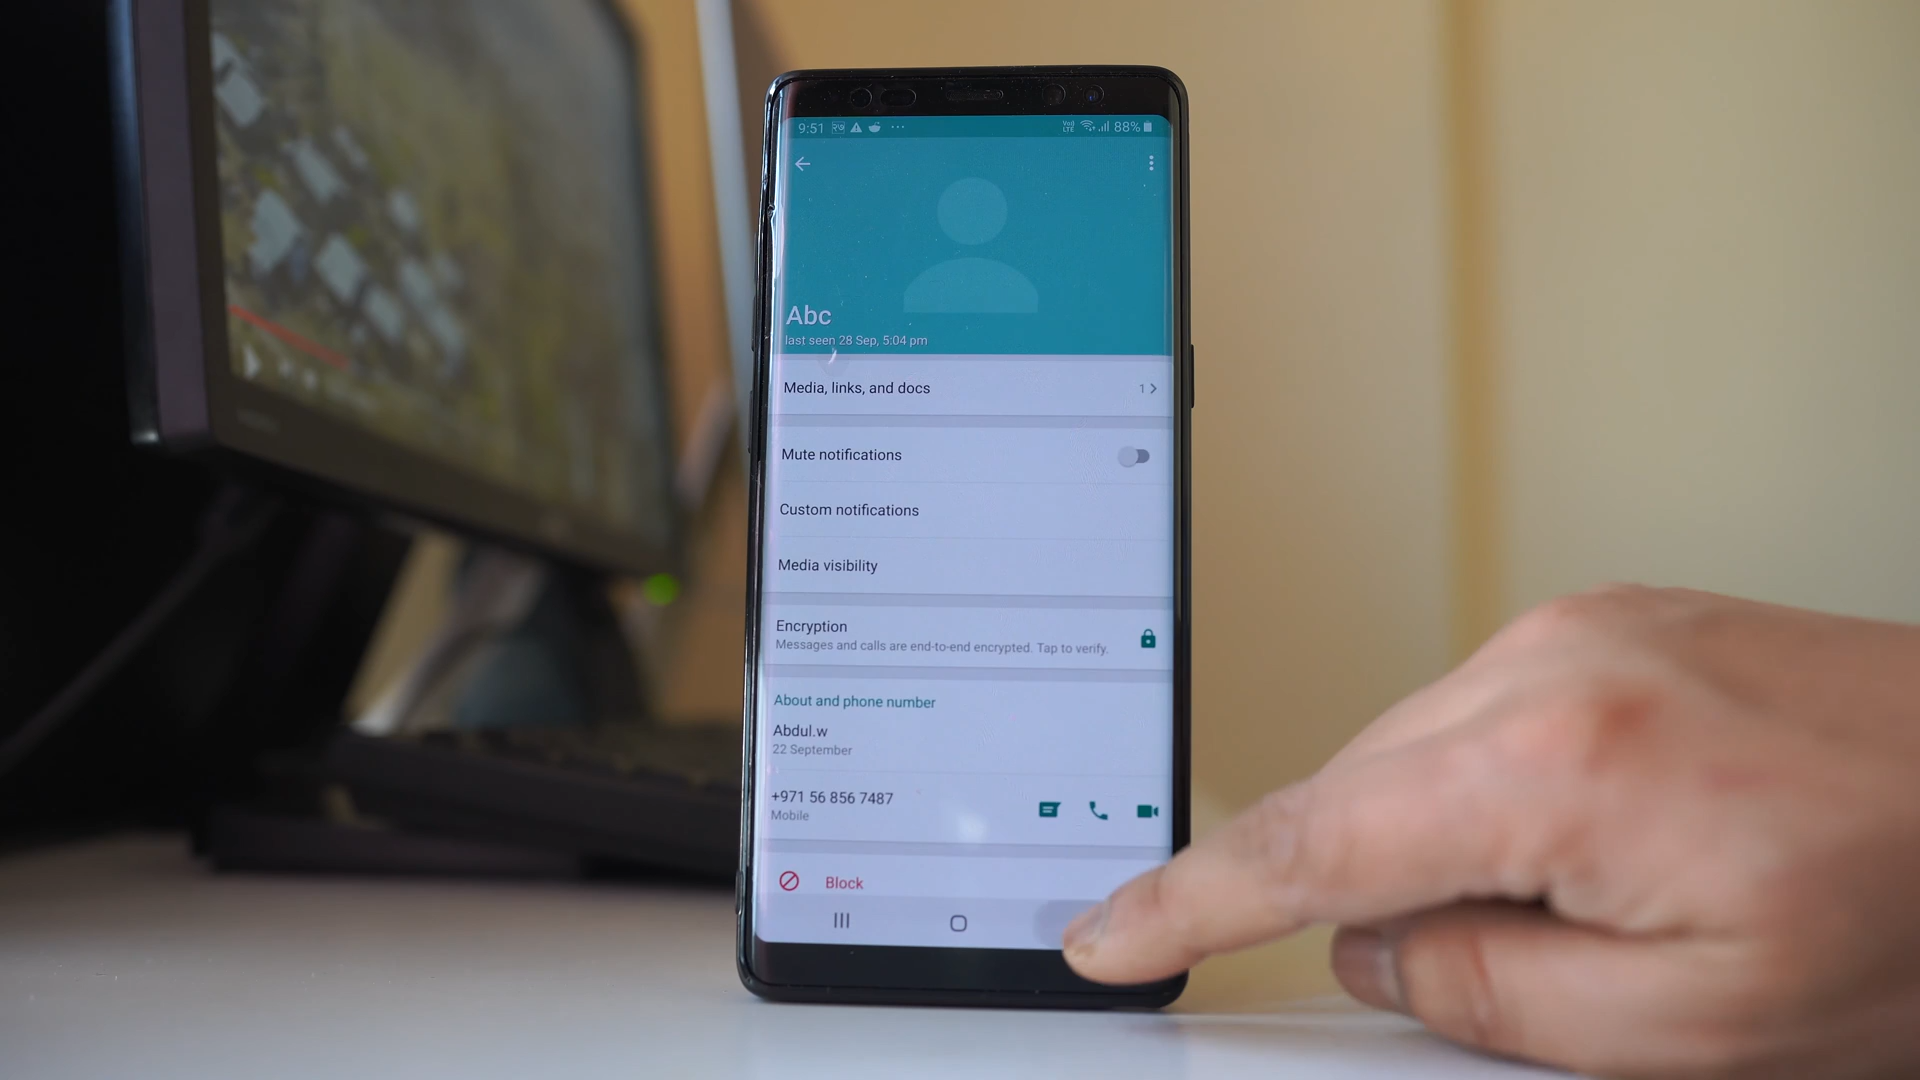 9:51 88%
Abc
last seen 28 Sep, 5:04 pm
Media, links, and docs 1
Mute notifications
Custom notifications
Media visibility
Encryption
Messages and calls are end-to-end encrypted. Tap to verify.
About and phone number
Abdul.w
22 September
+971 56 856 7487
Mobile
Block